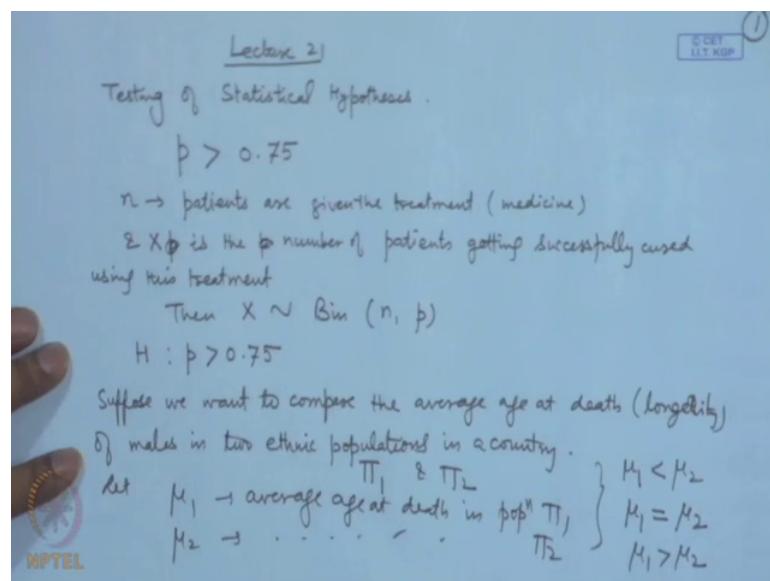 1
Lecture 21
© CET
I.I.T. KGP
Testing of Statistical Hypotheses.
p > 0.75
n → patients are given the treatment (medicine)
& X is the number of patients getting successfully cured
using this treatment
Then X ~ Bin (n, p)
H : p > 0.75
Suppose we want to compare the average age at death (longevity)
of males in two ethnic populations in a country.
Π₁ & Π₂
Let μ₁ → average age at death in popⁿ Π₁
μ₂ → . . . . . . Π₂
μ₁ < μ₂
μ₁ = μ₂
μ₁ > μ₂
NPTEL